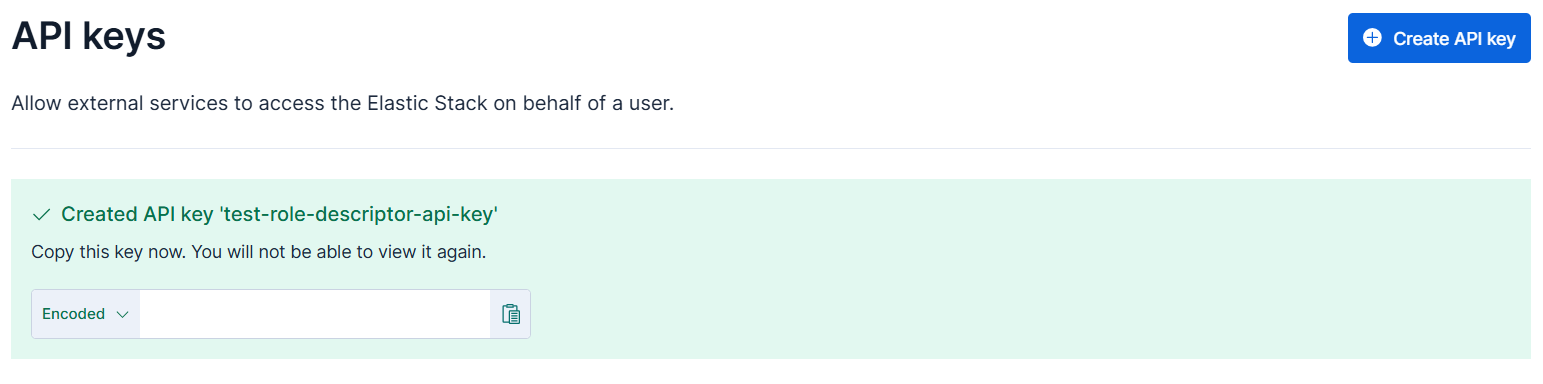 API keys
Create API key
Allow external services to access the Elastic Stack on behalf of a user.
Created API key 'test-role-descriptor-api-key'
Copy this key now. You will not be able to view it again.
Encoded